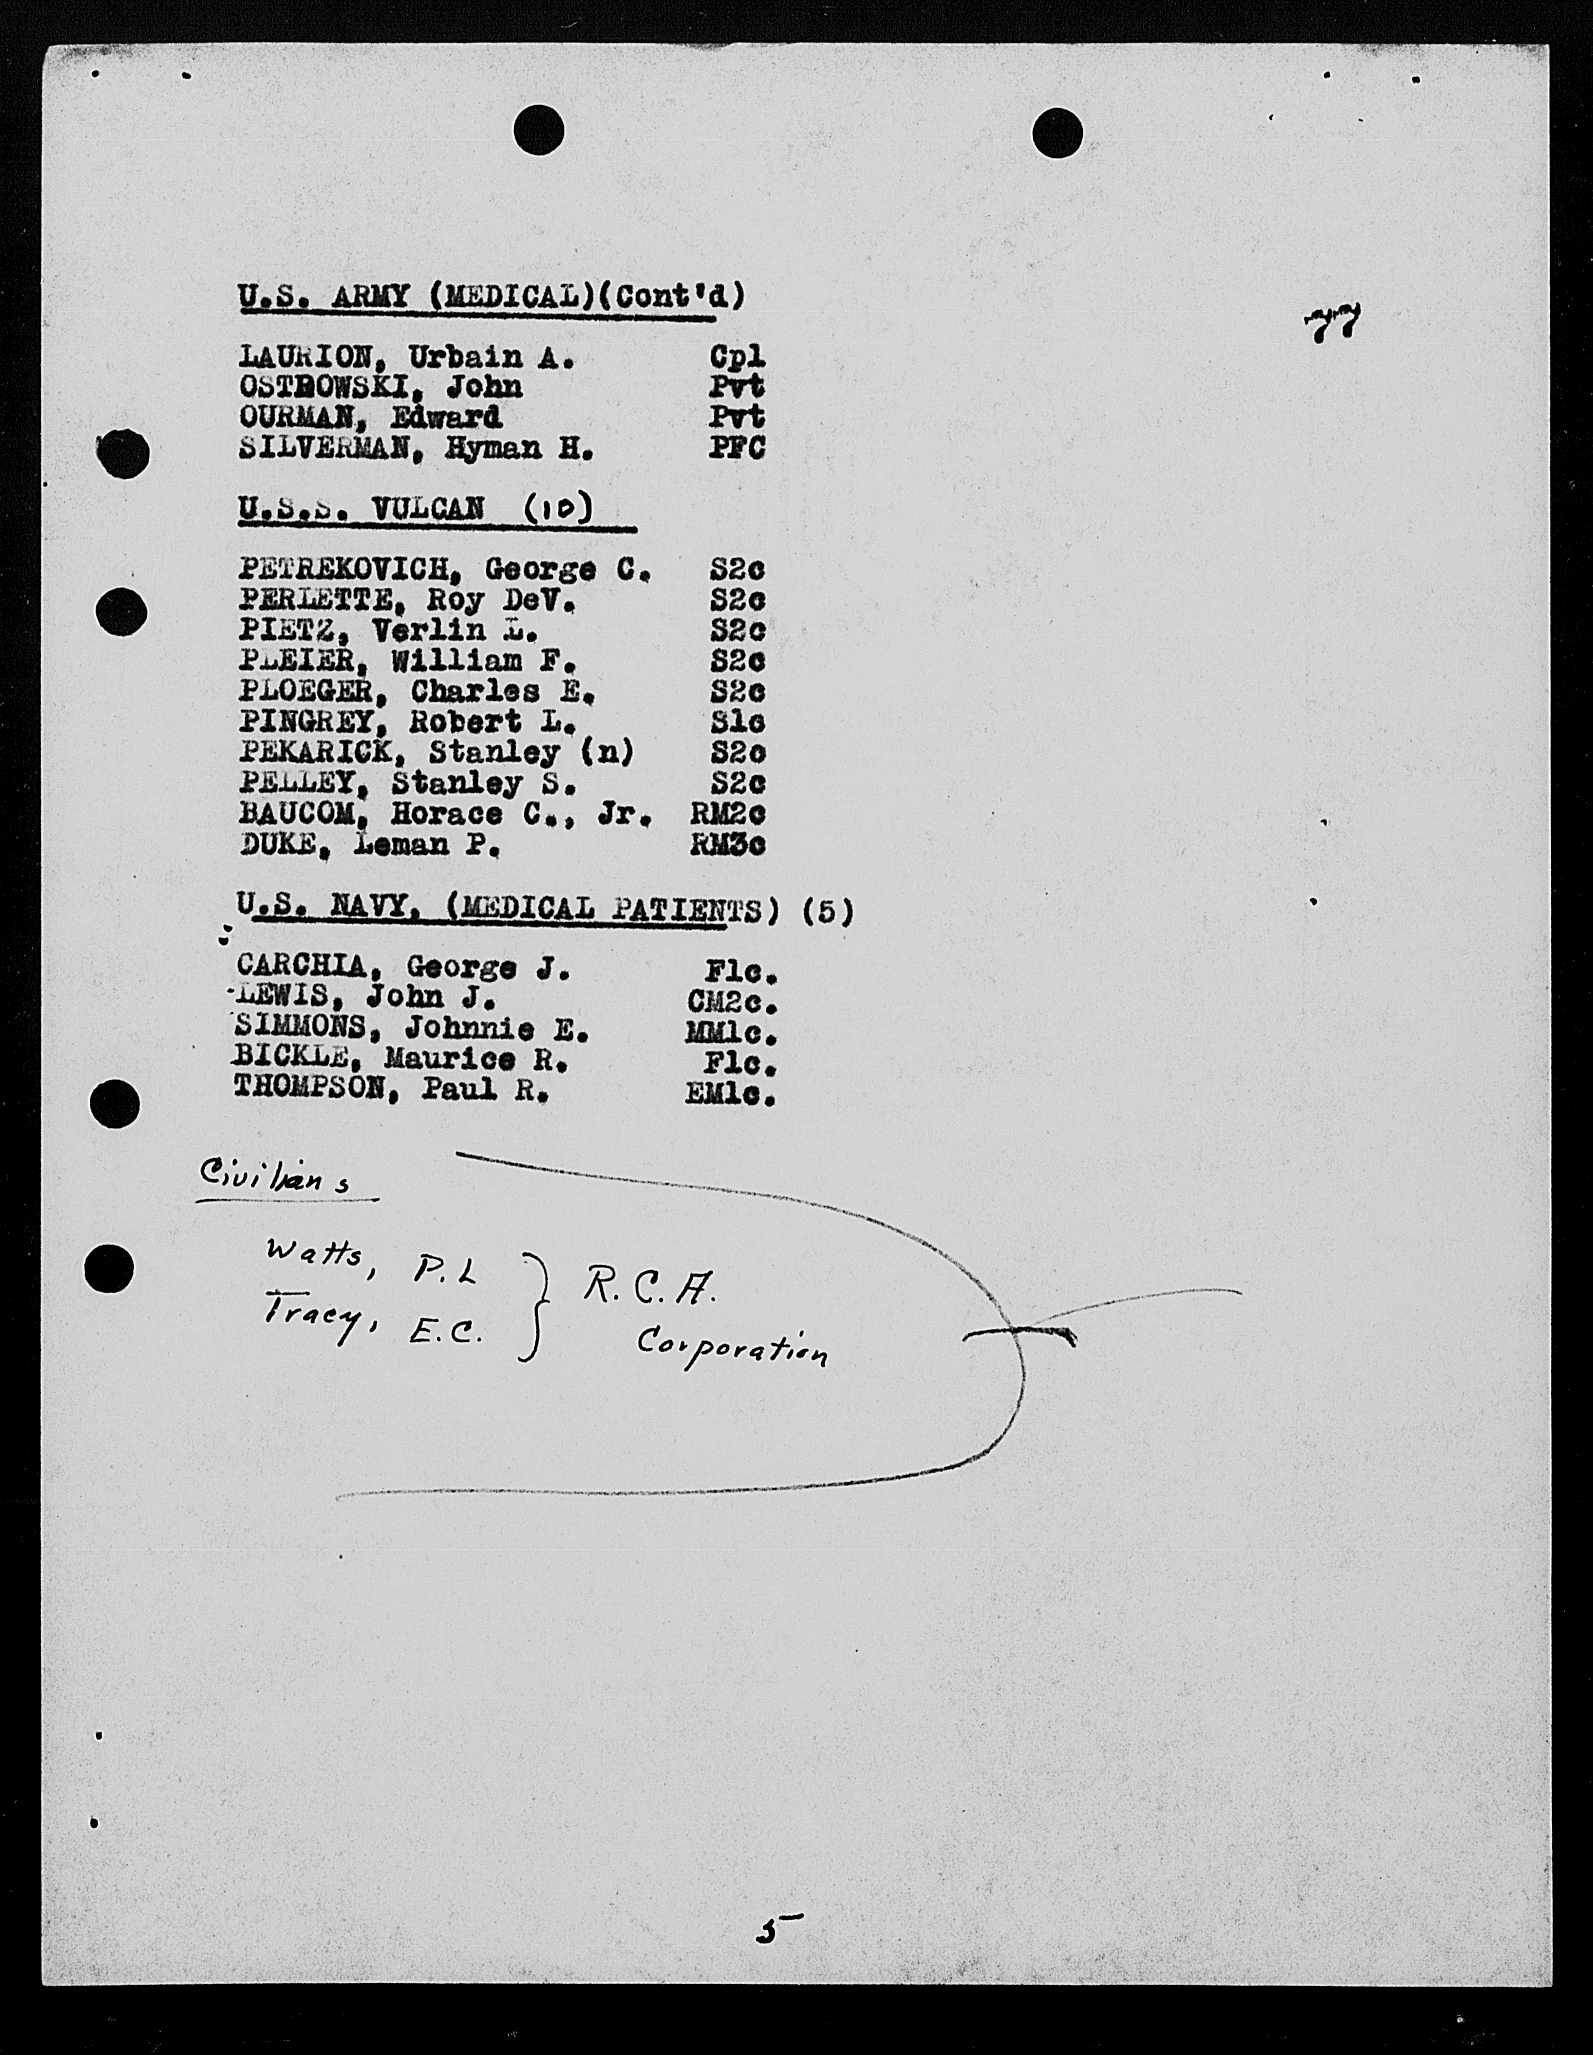 U.S. ARMY (MEDICAL)(Cont'd)
LAURION, Urbain A. Cpl
OSTROWSKI, John Pvt
OURMAN, Edward Pvt
SILVERMAN, Hyman H. PFC
U.S.S. VULCAN (10)
PETREKOVICH, George C. S2c
PERLETTE, Roy DeV. S2c
PIETZ, Verlin L. S2c
PLEIER, William F. S2c
PLOEGER, Charles E. S2c
PINGREY, Robert L. S1c
PEKARICK, Stanley (n) S2c
PELLEY, Stanley S. S2c
BAUCOM, Horace C., Jr. RM2c
DUKE, Leman P. RM3c
U.S. NAVY, (MEDICAL PATIENTS) (5)
CARCHIA, George J. F1c.
LEWIS, John J. CM2c.
SIMMONS, Johnnie E. MM1c.
BICKLE, Maurice R. F1c.
THOMPSON, Paul R. EM1c.
Civilians
Watts, P.L } R.C.A.
Tracy, E.C. Corporation
5